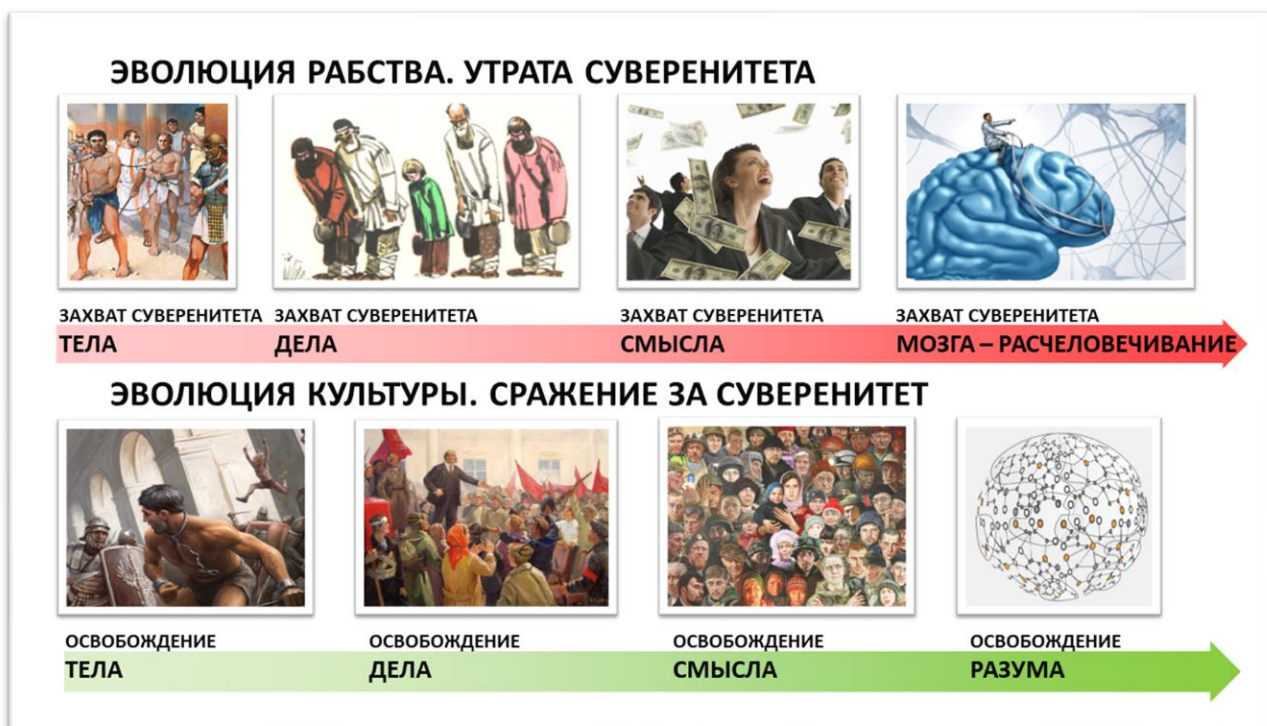 ЭВОЛЮЦИЯ РАБСТВА. УТРАТА СУВЕРЕНИТЕТА
ЗАХВАТ СУВЕРЕНИТЕТА ЗАХВАТ СУВЕРЕНИТЕТА ЗАХВАТ СУВЕРЕНИТЕТА ЗАХВАТ СУВЕРЕНИТЕТА
ТЕЛА ДЕЛА СМЫСЛА МОЗГА – РАСЧЕЛОВЕЧИВАНИЕ
ЭВОЛЮЦИЯ КУЛЬТУРЫ. СРАЖЕНИЕ ЗА СУВЕРЕНИТЕТ
ОСВОБОЖДЕНИЕ ОСВОБОЖДЕНИЕ ОСВОБОЖДЕНИЕ ОСВОБОЖДЕНИЕ
ТЕЛА ДЕЛА СМЫСЛА РАЗУМА